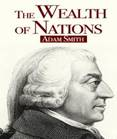 THE WEALTH
OF NATIONS
ADAM SMITH